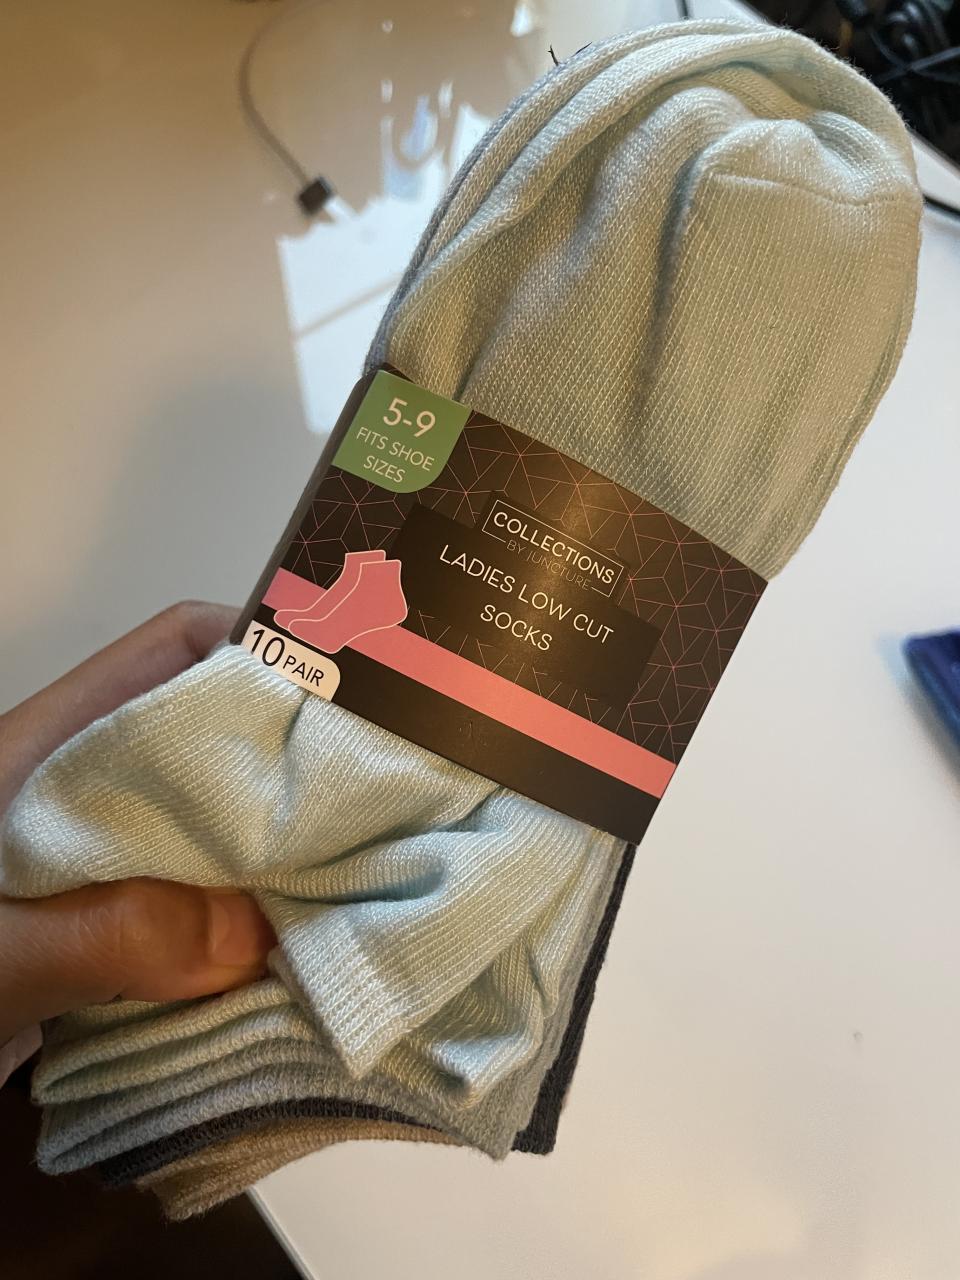 5-9
FITS SHOE
SIZES
COLLECTIONS
BY JUNCTURE
LADIES LOW CUT
SOCKS
10 PAIR